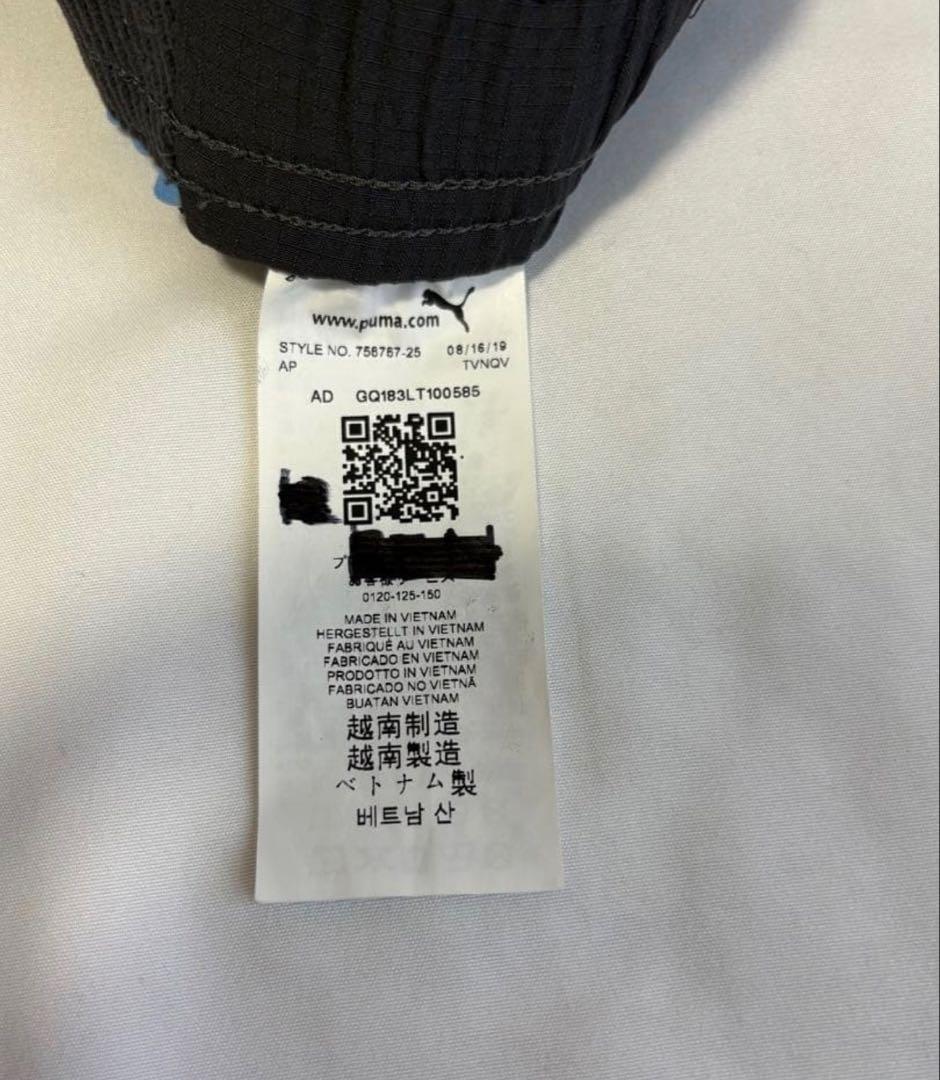 www.puma.com
STYLE NO. 756767-25 08/16/19
AP TVNQV
AD GQ183LT100585
プ
0120-125-150
MADE IN VIETNAM
HERGESTELLT IN VIETNAM
FABRIQUÉ AU VIETNAM
FABRICADO EN VIETNAM
PRODOTTO IN VIETNAM
FABRICADO NO VIETNÃ
BUATAN VIETNAM
越南制造
越南製造
ベトナム製
베트남 산